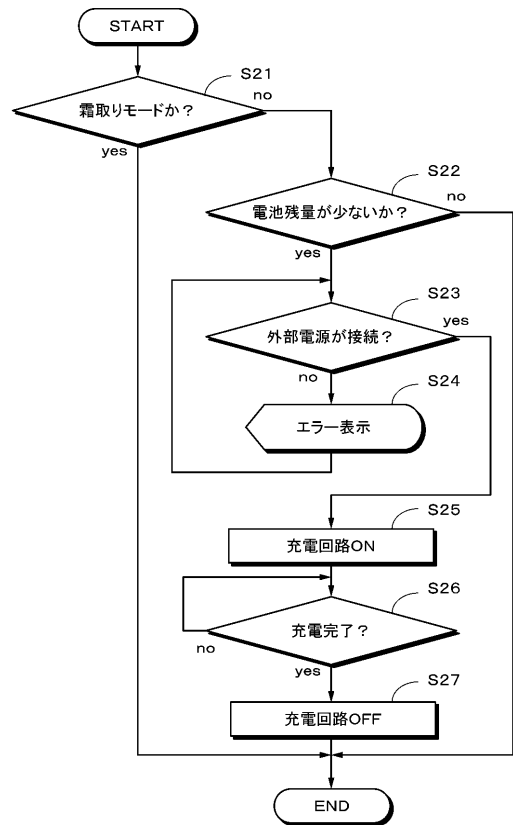 START
S21
霜取りモードか？
no
yes
S22
電池残量が少ないか？
no
yes
S23
外部電源が接続？
yes
no
S24
エラー表示
S25
充電回路ON
S26
充電完了？
no
yes
S27
充電回路OFF
END